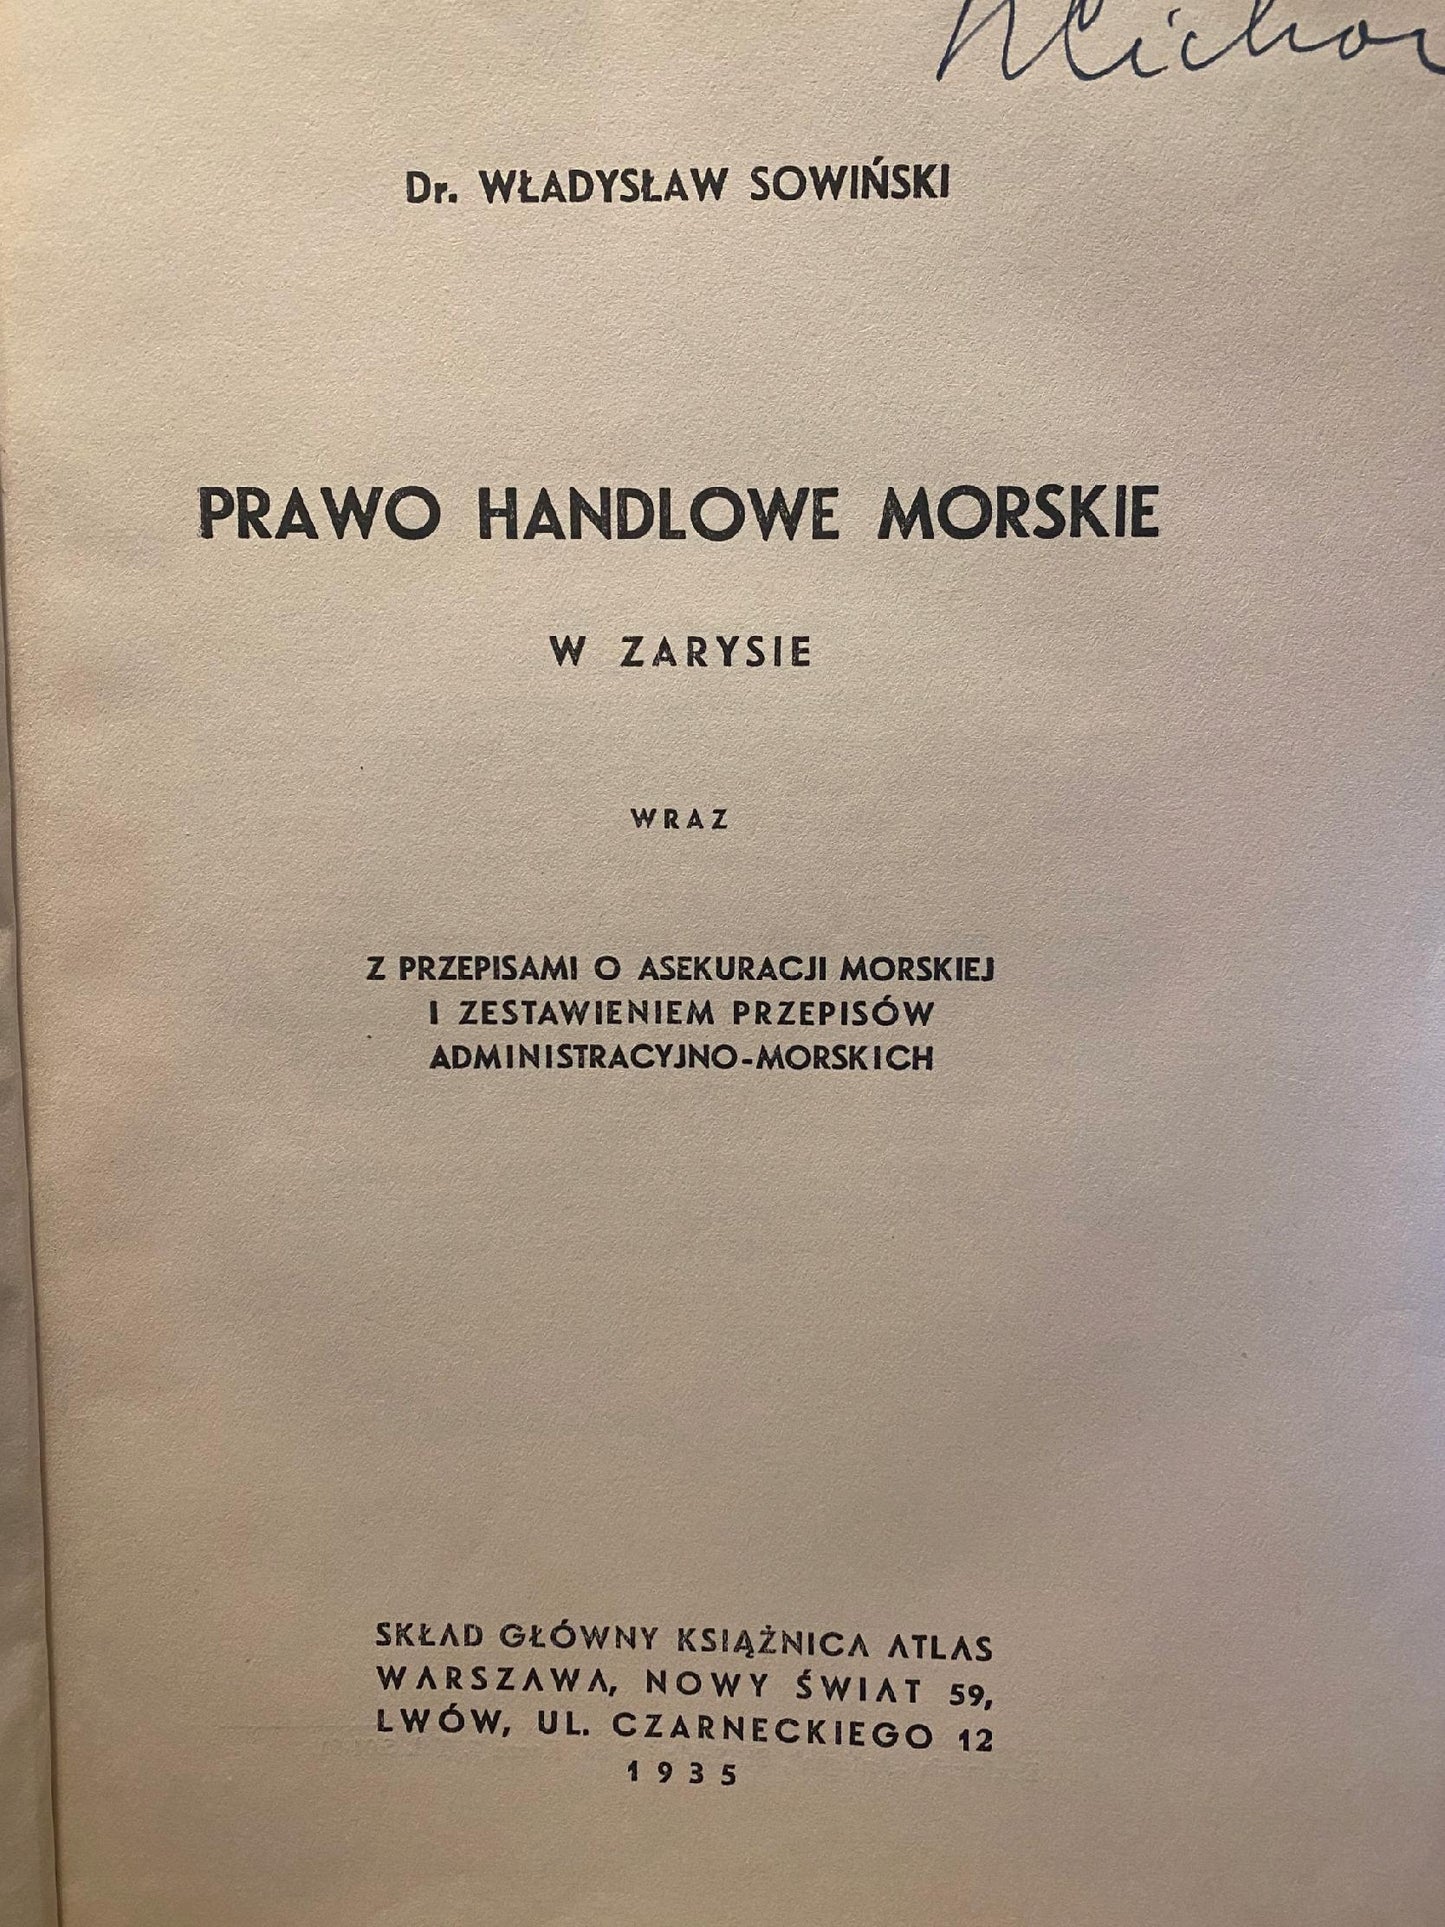 Dr. WŁADYSŁAW SOWIŃSKI
PRAWO HANDLOWE MORSKIE
W ZARYSIE
WRAZ
Z PRZEPISAMI O ASEKURACJI MORSKIEJ
I ZESTAWIENIEM PRZEPISÓW
ADMINISTRACYJNO-MORSKICH
SKŁAD GŁÓWNY KSIĄŻNICA ATLAS
WARSZAWA, NOWY ŚWIAT 59,
LWÓW, UL. CZARNECKIEGO 12
1935